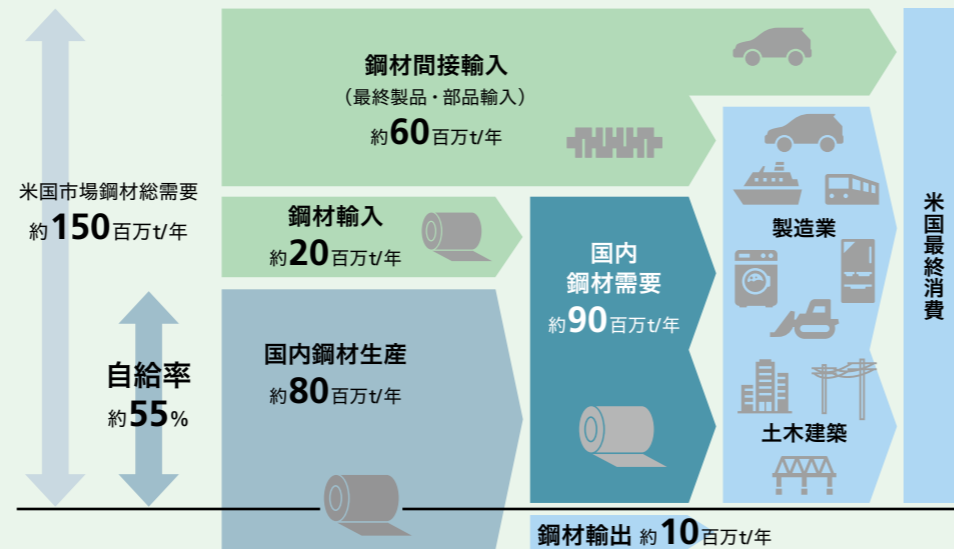 鋼材間接輸入
（最終製品・部品輸入）
約60百万t/年
米国市場鋼材総需要
約150百万t/年
鋼材輸入
約20百万t/年
自給率
約55%
国内鋼材生産
約80百万t/年
国内
鋼材需要
約90百万t/年
製造業
土木建築
米国最終消費
鋼材輸出 約10百万t/年